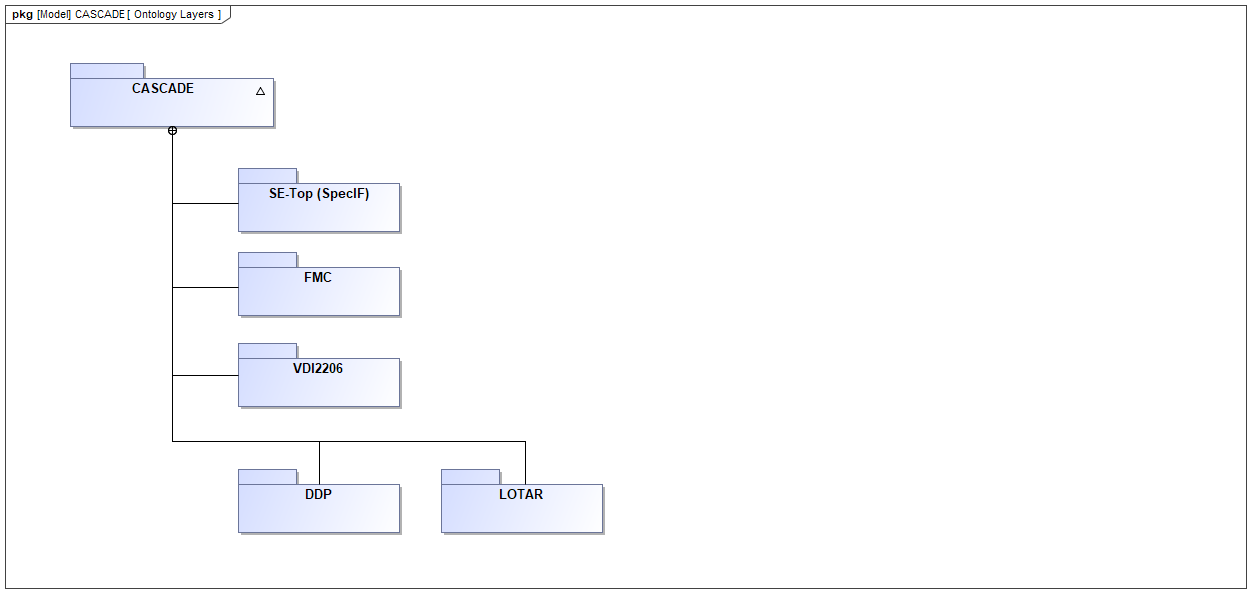 pkg [Model] CASCADE [ Ontology Layers ]
CASCADE
SE-Top (SpecIF)
FMC
VDI2206
DDP
LOTAR